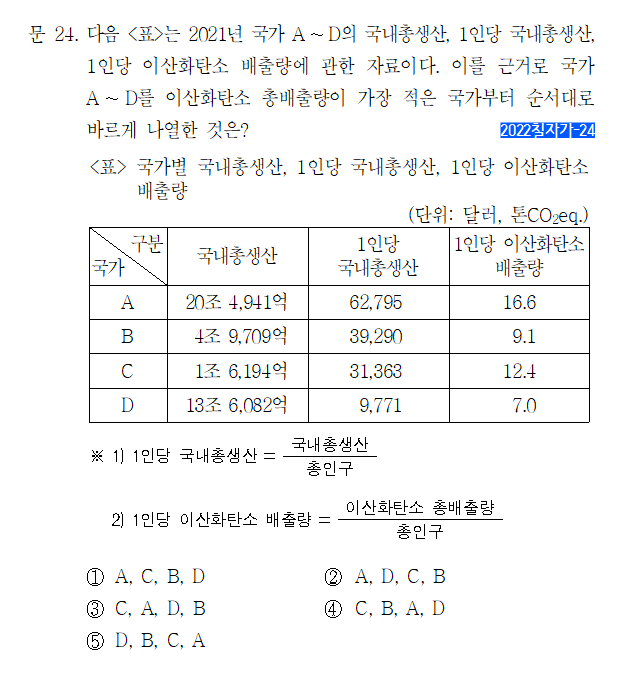 문 24. 다음 <표>는 2021년 국가 A ~ D의 국내총생산, 1인당 국내총생산,
1인당 이산화탄소 배출량에 관한 자료이다. 이를 근거로 국가
A ~ D를 이산화탄소 총배출량이 가장 적은 국가부터 순서대로
바르게 나열한 것은?
2022침자가-24
<표> 국가별 국내총생산, 1인당 국내총생산, 1인당 이산화탄소
배출량
(단위: 달러, 톤CO₂eq.)
구분 국가 국내총생산 1인당 국내총생산 1인당 이산화탄소 배출량
A 20조 4,941억 62,795 16.6
B 4조 9,709억 39,290 9.1
C 1조 6,194억 31,363 12.4
D 13조 6,082억 9,771 7.0
※ 1) 1인당 국내총생산 = 국내총생산 / 총인구
2) 1인당 이산화탄소 배출량 = 이산화탄소 총배출량 / 총인구
① A, C, B, D ② A, D, C, B
③ C, A, D, B ④ C, B, A, D
⑤ D, B, C, A